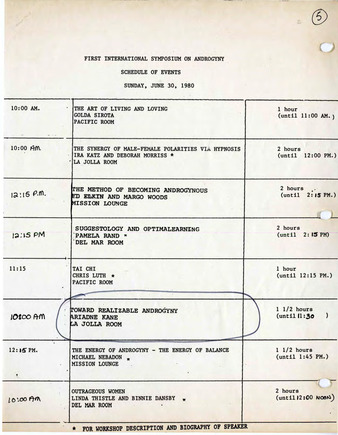 5
FIRST INTERNATIONAL SYMPOSIUM ON ANDROGYNY
SCHEDULE OF EVENTS
SUNDAY, JUNE 30, 1980
10:00 AM.
THE ART OF LIVING AND LOVING
GOLDA SIROTA
PACIFIC ROOM
1 hour
(until 11:00 AM.)
10:00 AM
THE SYNERGY OF MALE-FEMALE POLARITIES VIA HYPNOSIS
IRA KATZ AND DEBORAH MORRISS *
LA JOLLA ROOM
2 hours
(until 12:00 PM.)
12:15 P.M.
THE METHOD OF BECOMING ANDROGYNOUS
ED ELKIN AND MARGO WOODS
MISSION LOUNGE
2 hours
(until 2:15 PM)
12:15 PM
SUGGESTOLOGY AND OPTIMALEARNING
PAMELA RAND *
DEL MAR ROOM
2 hours
(until 2:15 PM)
11:15
TAI CHI
CHRIS LUTH *
PACIFIC ROOM
1 hour
(until 12:15 PM.)
10:00 AM
TOWARD REALIZABLE ANDROGYNY
ARIADNE KANE
LA JOLLA ROOM
1 1/2 hours
(until 11:30 )
12:15 PM.
THE ENERGY OF ANDROGYNY - THE ENERGY OF BALANCE
MICHAEL NEBADON *
MISSION LOUNGE
1 1/2 hours
(until 1:45 PM.)
10:00 AM
OUTRAGEOUS WOMEN
LINDA THISTLE AND BINNIE DANSBY *
DEL MAR ROOM
2 hours
(until 12:00 NOON)
* FOR WORKSHOP DESCRIPTION AND BIOGRAPHY OF SPEAKER